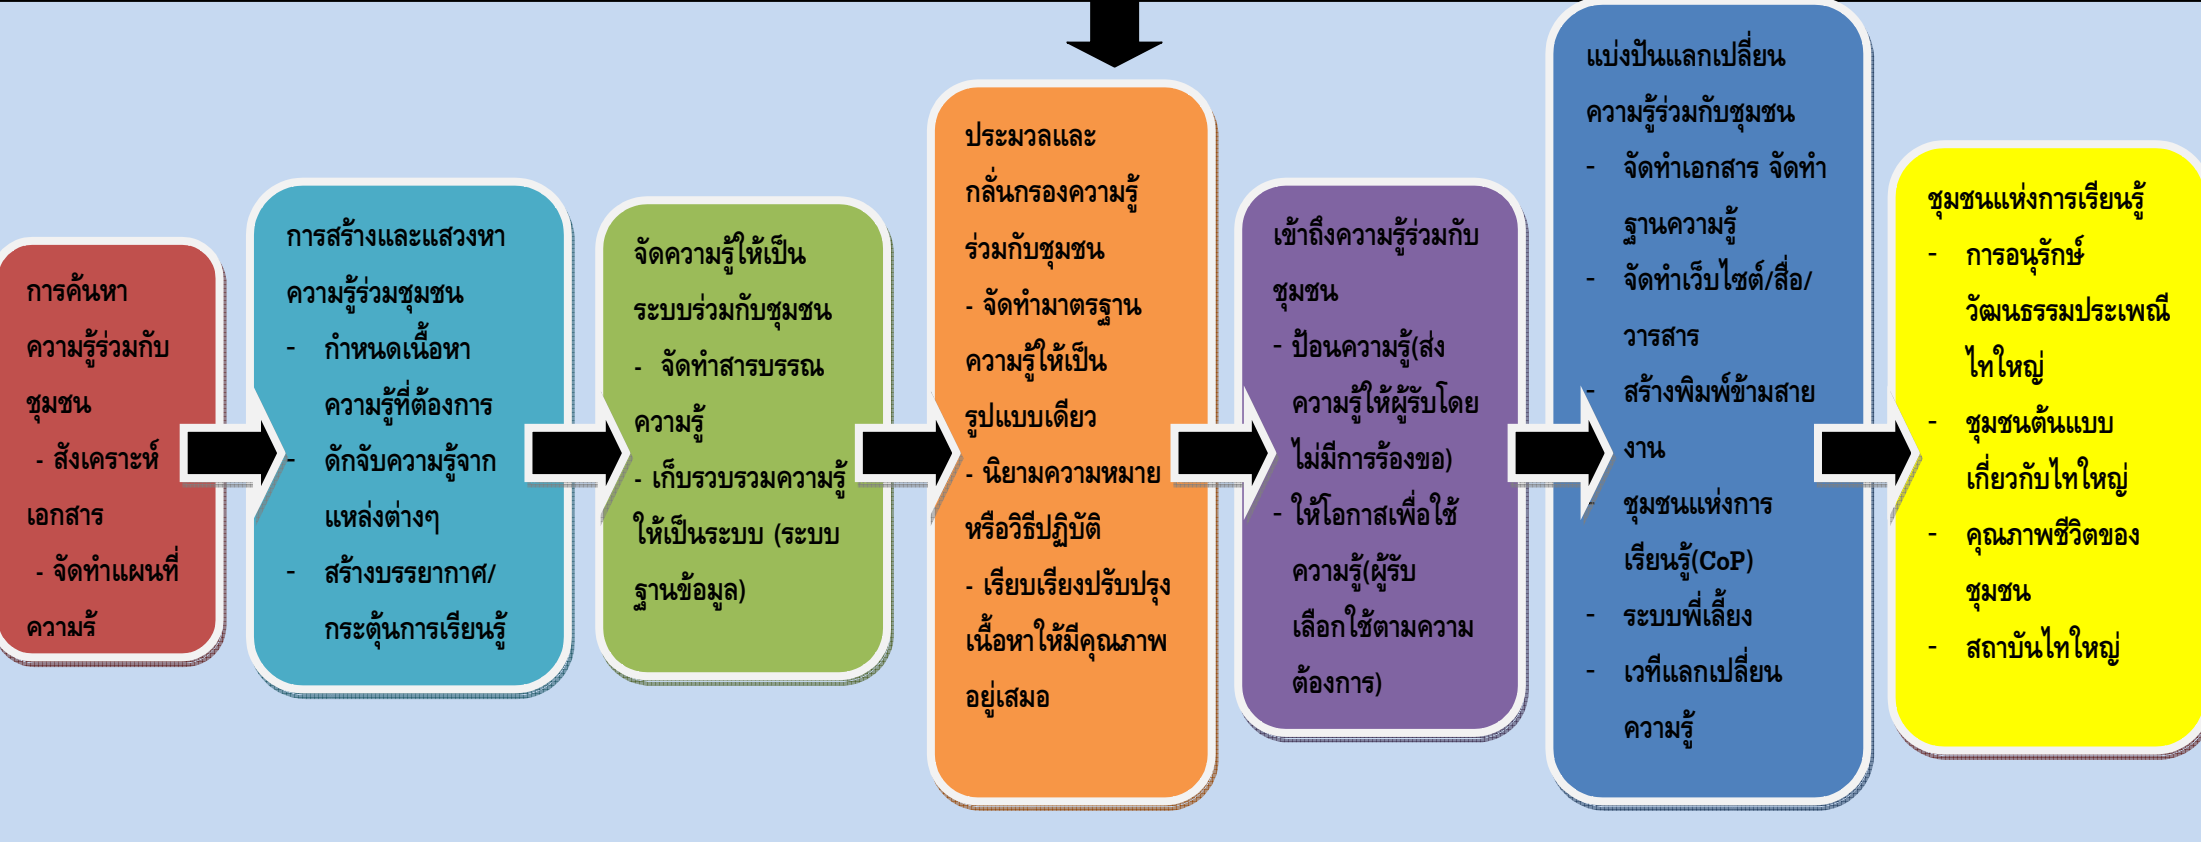 การค้นหา
ความรู้ร่วมกับ
ชุมชน
- สังเคราะห์
เอกสาร
- จัดทำแผนที่
ความรู้
การสร้างและแสวงหา
ความรู้ร่วมชุมชน
- กำหนดเนื้อหา
ความรู้ที่ต้องการ
- ดักจับความรู้จาก
แหล่งต่างๆ
- สร้างบรรยากาศ/
กระตุ้นการเรียนรู้
จัดความรู้ให้เป็น
ระบบร่วมกับชุมชน
- จัดทำสารบรรณ
ความรู้
- เก็บรวบรวมความรู้
ให้เป็นระบบ (ระบบ
ฐานข้อมูล)
ประมวลและ
กลั่นกรองความรู้
ร่วมกับชุมชน
- จัดทำมาตรฐาน
ความรู้ให้เป็น
รูปแบบเดียว
- นิยามความหมาย
หรือวิธีปฏิบัติ
- เรียบเรียงปรับปรุง
เนื้อหาให้มีคุณภาพ
อยู่เสมอ
เข้าถึงความรู้ร่วมกับ
ชุมชน
- ป้อนความรู้(ส่ง
ความรู้ให้ผู้รับโดย
ไม่มีการร้องขอ)
- ให้โอกาสเพื่อใช้
ความรู้(ผู้รับ
เลือกใช้ตามความ
ต้องการ)
แบ่งปันแลกเปลี่ยน
ความรู้ร่วมกับชุมชน
- จัดทำเอกสาร จัดทำ
ฐานความรู้
- จัดทำเว็บไซต์/สื่อ/
วารสาร
- สร้างพิมพ์ข้ามสาย
งาน
- ชุมชนแห่งการ
เรียนรู้(CoP)
- ระบบพี่เลี้ยง
- เวทีแลกเปลี่ยน
ความรู้
ชุมชนแห่งการเรียนรู้
- การอนุรักษ์
วัฒนธรรมประเพณี
ไทใหญ่
- ชุมชนต้นแบบ
เกี่ยวกับไทใหญ่
- คุณภาพชีวิตของ
ชุมชน
- สถาบันไทใหญ่